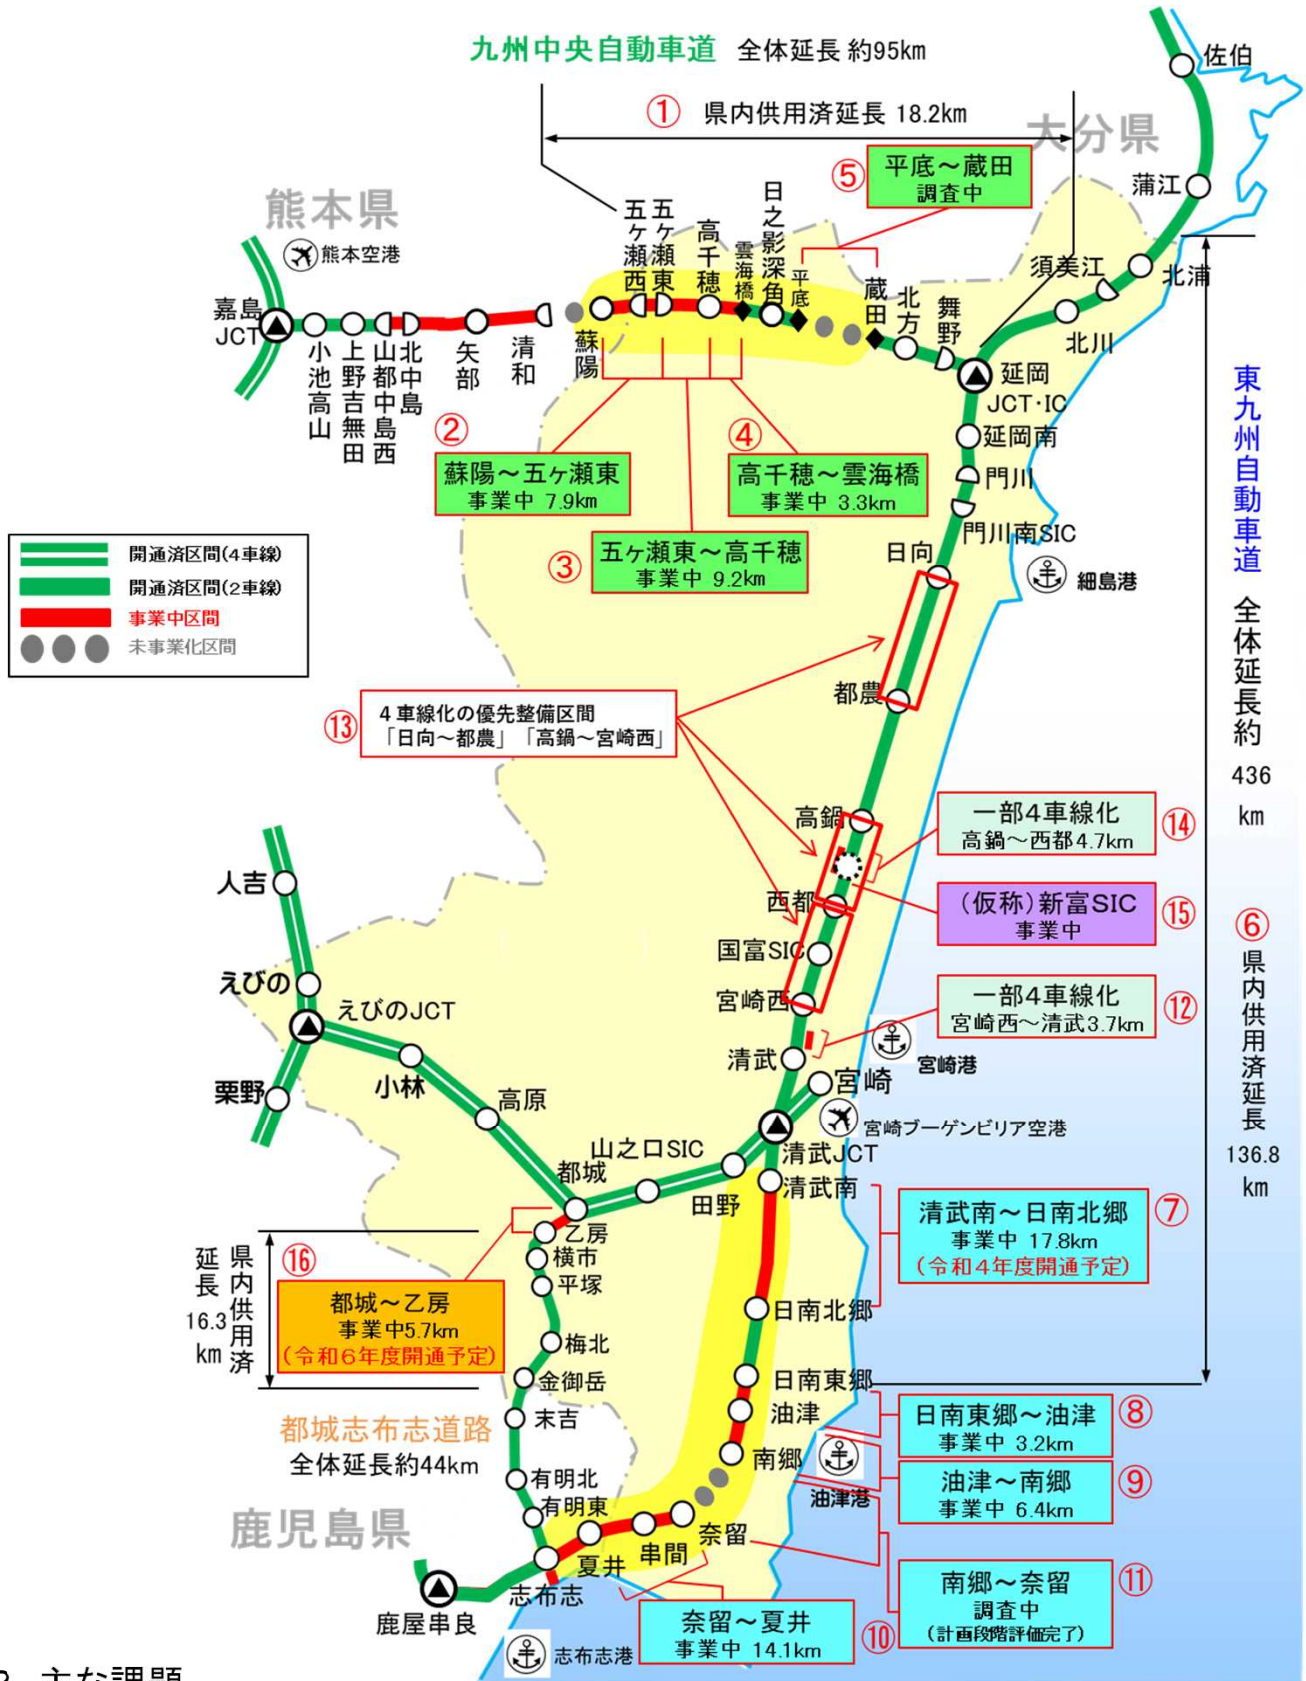 九州中央自動車道 全体延長 約95km
① 県内供用済延長 18.2km
大分県
佐伯
蒲江
北浦
須美江
北川
⑤
平底～蔵田
調査中
熊本県
熊本空港
嘉島
JCT
小池高山
上野吉無田
山都中島西
北中島
矢部
清和
蘇陽
五ヶ瀬西
五ヶ瀬東
高千穂
雲海橋
日之影深角
平底
蔵田
北方
舞野
延岡
JCT・IC
延岡南
門川
門川南SIC
日向
細島港
②
蘇陽～五ヶ瀬東
事業中 7.9km
④
高千穂～雲海橋
事業中 3.3km
③
五ヶ瀬東～高千穂
事業中 9.2km
開通済区間(4車線)
開通済区間(2車線)
事業中区間
未事業化区間
東九州自動車道 全体延長約
436
km
都農
⑬
４車線化の優先整備区間
「日向～都農」「高鍋～宮崎西」
高鍋
一部４車線化
高鍋～西都4.7km
⑭
西都
(仮称)新富SIC
事業中
⑮
国富SIC
宮崎西
一部４車線化
宮崎西～清武3.7km
⑫
⑥
県内供用済延長
136.8
km
清武
宮崎港
宮崎
宮崎ブーゲンビリア空港
清武JCT
人吉
えびの
えびのJCT
栗野
小林
高原
山之口SIC
都城
田野
清武南
清武南～日南北郷
事業中 17.8km
(令和４年度開通予定)
⑦
乙房
横市
平塚
梅北
金御岳
県内供用済
延長
16.3
km
⑯
都城～乙房
事業中5.7km
(令和６年度開通予定)
日南北郷
日南東郷
油津
南郷
油津港
日南東郷～油津
事業中 3.2km
⑧
油津～南郷
事業中 6.4km
⑨
都城志布志道路
全体延長約44km
末吉
有明北
有明東
鹿児島県
奈留
串間
夏井
志布志
鹿屋串良
志布志港
奈留～夏井
事業中 14.1km
⑩
南郷～奈留
調査中
(計画段階評価完了)
⑪